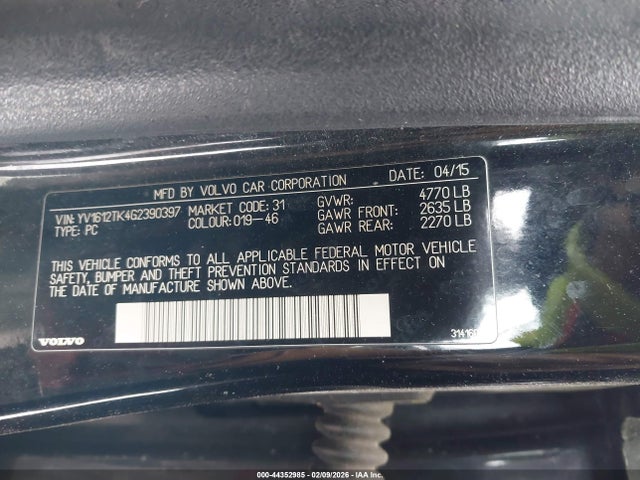 MFD BY VOLVO CAR CORPORATION DATE: 04/15
VIN: YV1612TK4G2390397 MARKET CODE: 31 GVWR: 4770 LB
TYPE: PC COLOUR: 019-46 GAWR FRONT: 2635 LB
GAWR REAR: 2270 LB
THIS VEHICLE CONFORMS TO ALL APPLICABLE FEDERAL MOTOR VEHICLE
SAFETY, BUMPER AND THEFT PREVENTION STANDARDS IN EFFECT ON
THE DATE OF MANUFACTURE SHOWN ABOVE.
VOLVO
000-44352985 - 02/09/2026 - IAA Inc.